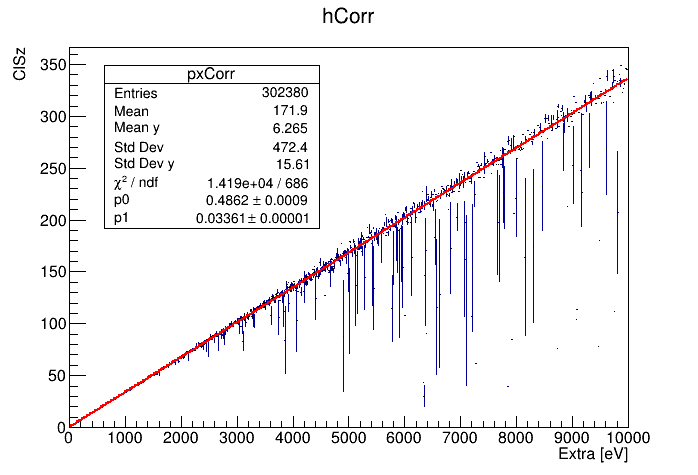 hCorr
ClSz
pxCorr
Entries 302380
Mean 171.9
Mean y 6.265
Std Dev 472.4
Std Dev y 15.61
χ² / ndf 1.419e+04 / 686
p0 0.4862 ± 0.0009
p1 0.03361 ± 0.00001
350
300
250
200
150
100
50
0
0 1000 2000 3000 4000 5000 6000 7000 8000 9000 10000
Extra [eV]